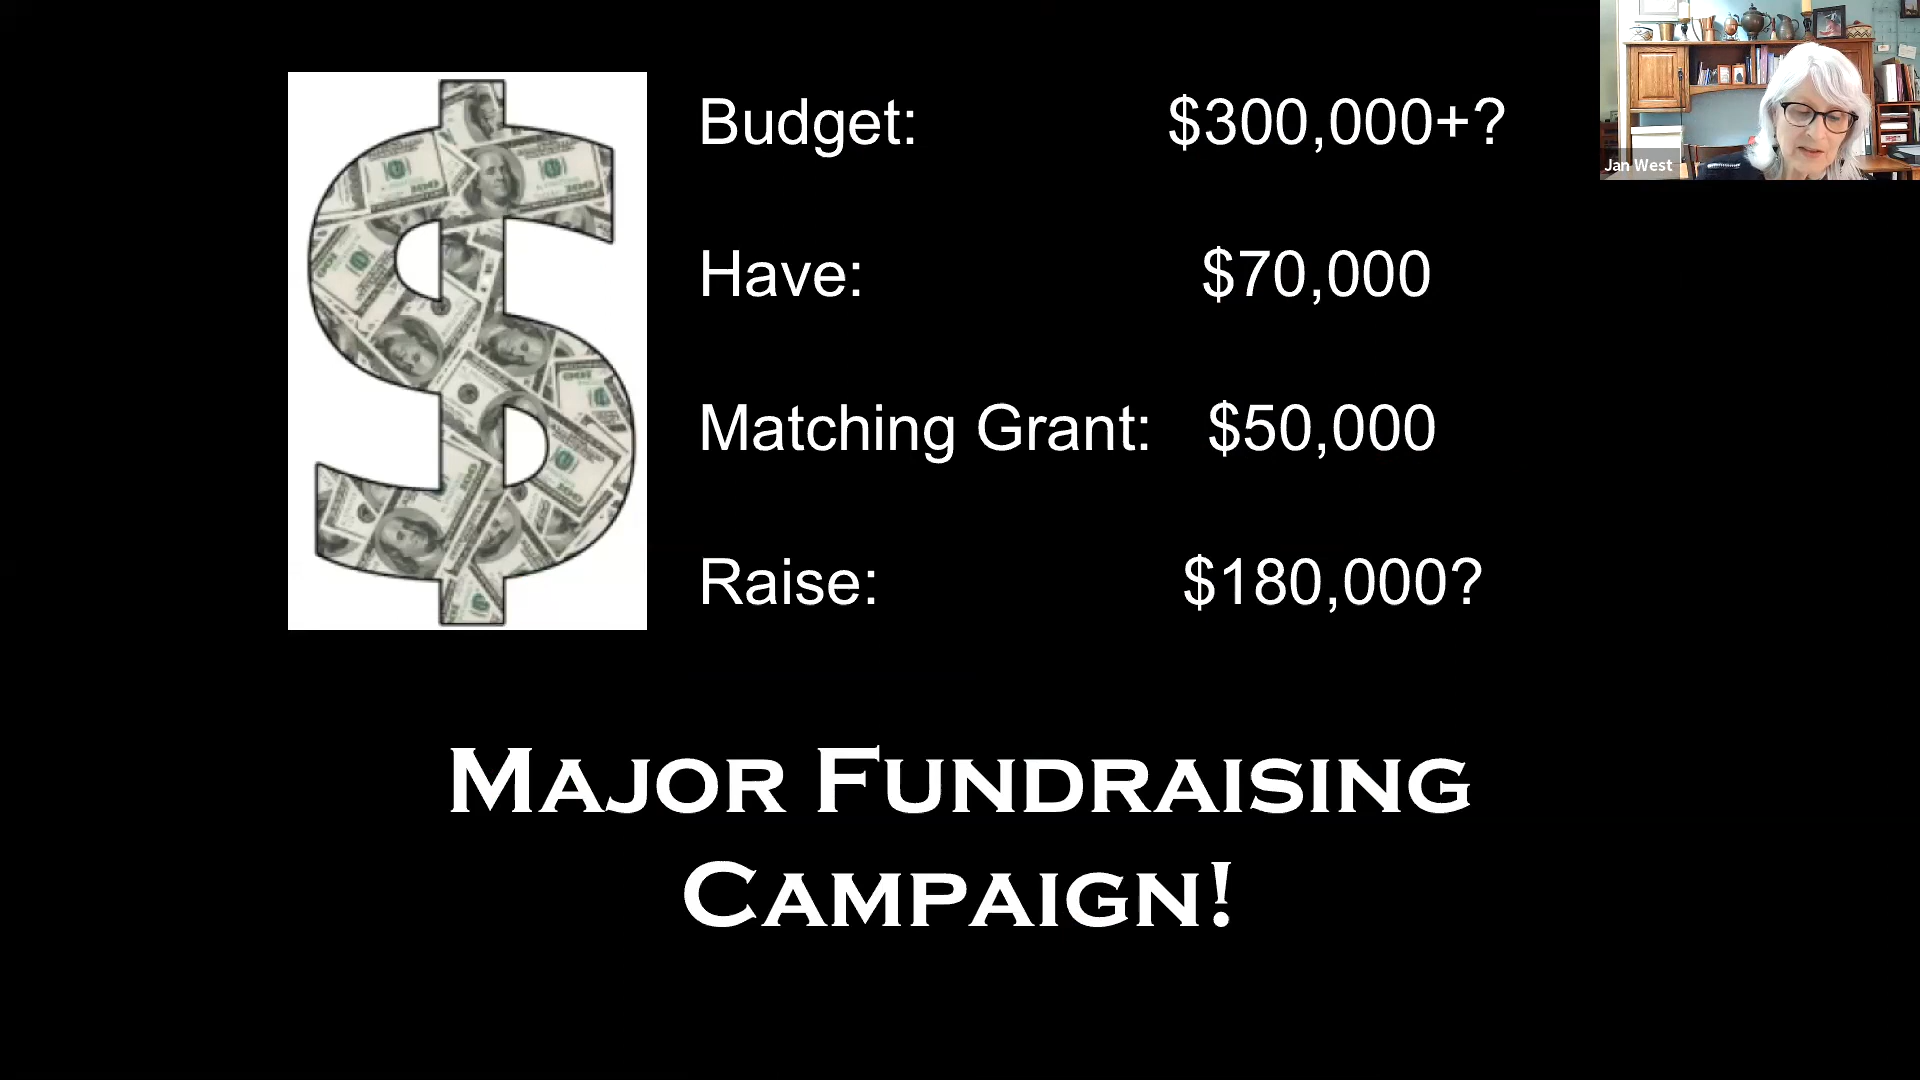 Budget: $300,000+?
Jan West
Have: $70,000
Matching Grant: $50,000
Raise: $180,000?
MAJOR FUNDRAISING
CAMPAIGN!